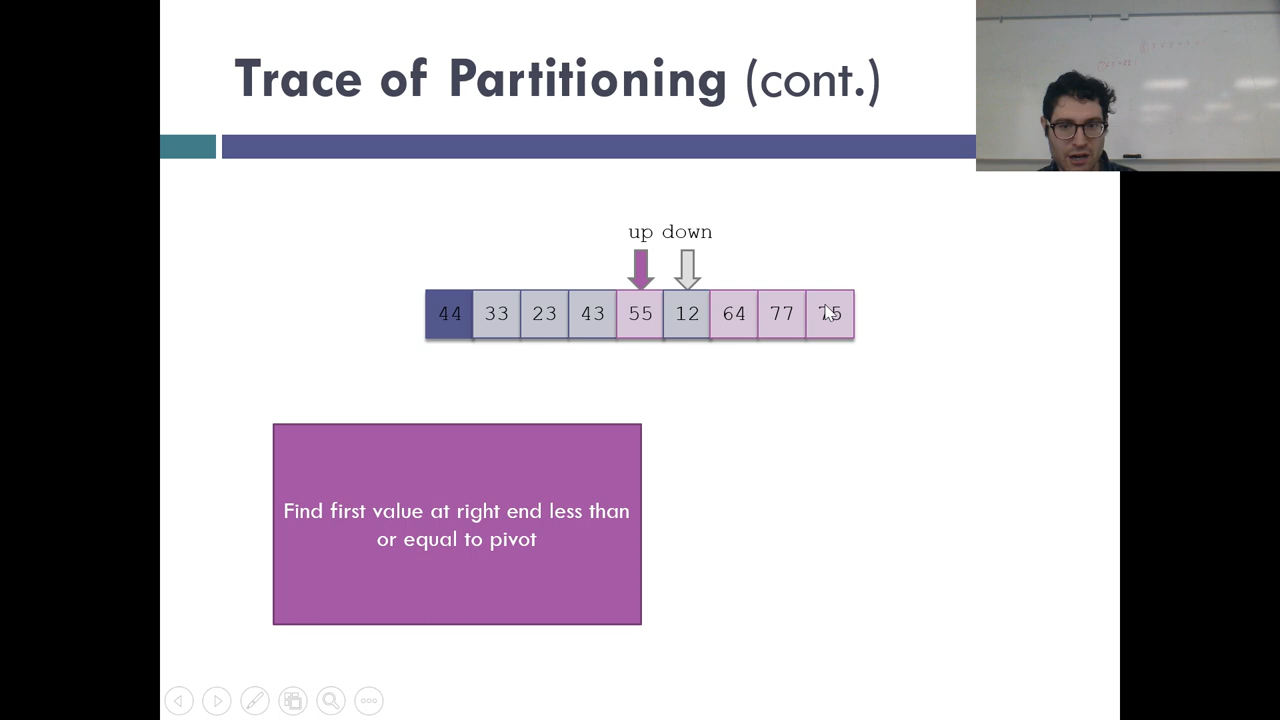 Trace of Partitioning (cont.)
up down
44 33 23 43 55 12 64 77 75
Find first value at right end less than
or equal to pivot